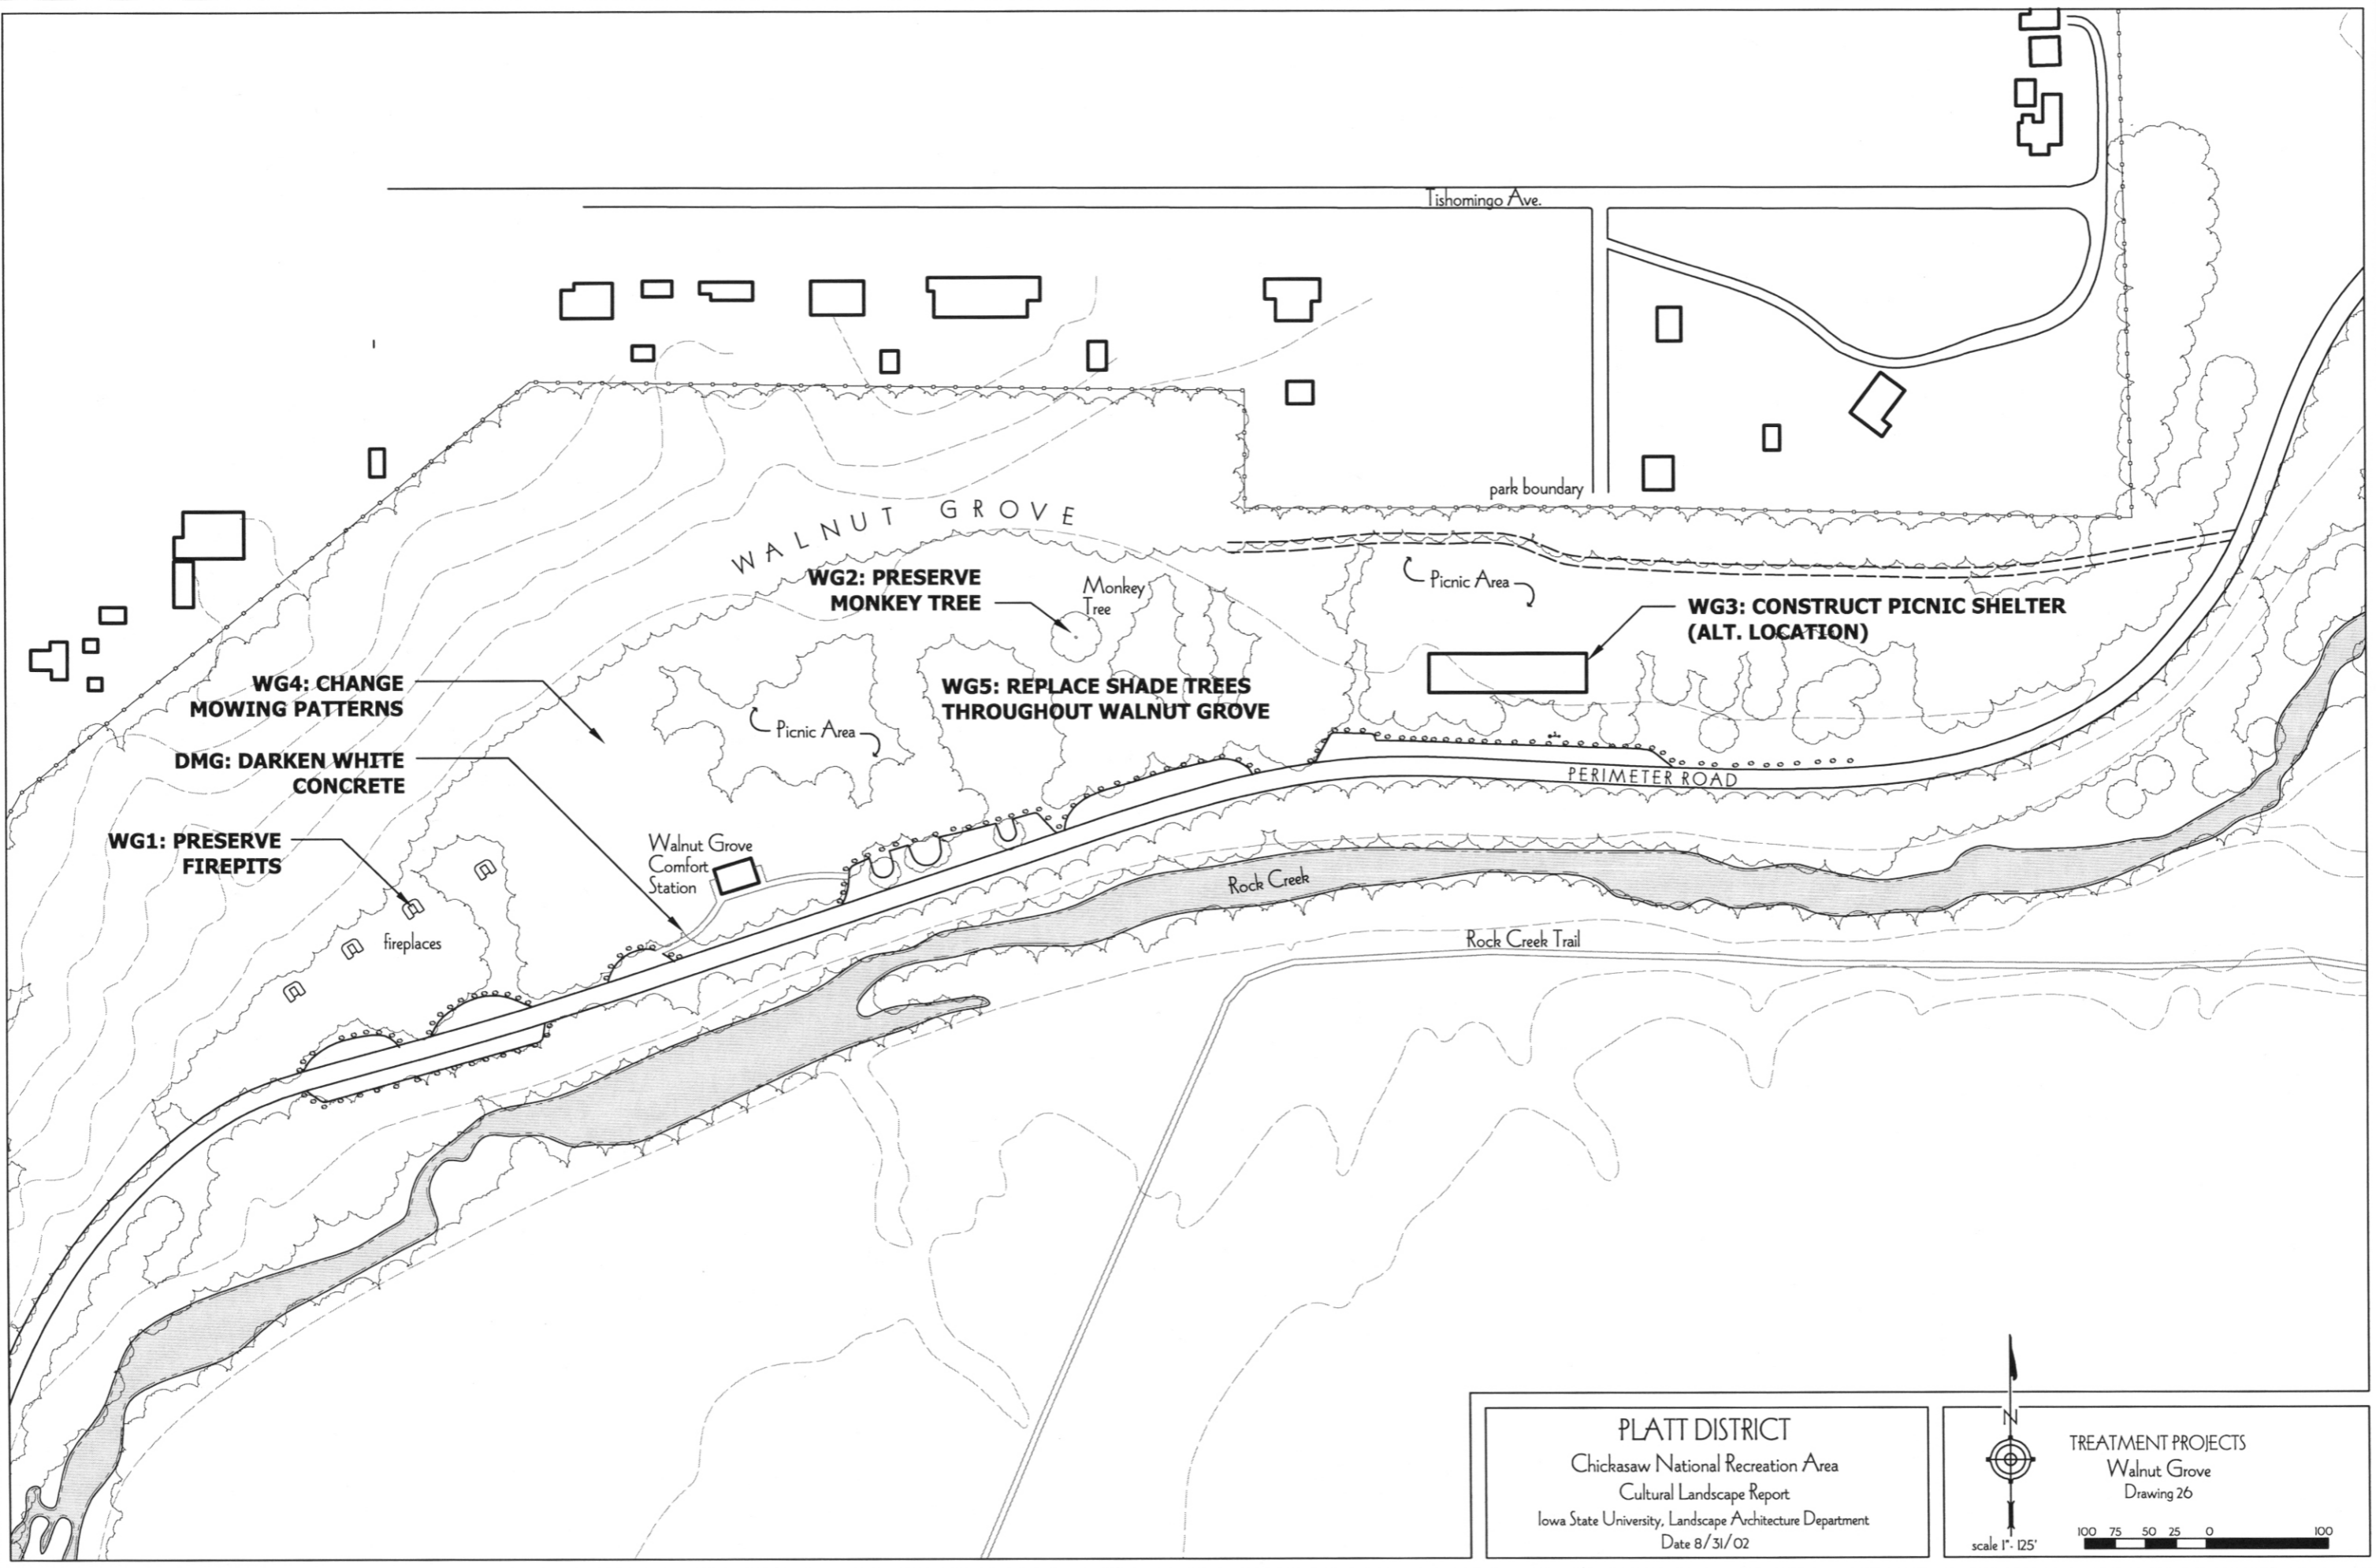 Tishomingo Ave.
park boundary
WALNUT GROVE
WG2: PRESERVE
MONKEY TREE
Monkey
Tree
Picnic Area
WG3: CONSTRUCT PICNIC SHELTER
(ALT. LOCATION)
WG4: CHANGE
MOWING PATTERNS
WG5: REPLACE SHADE TREES
THROUGHOUT WALNUT GROVE
Picnic Area
DMG: DARKEN WHITE
CONCRETE
PERIMETER ROAD
WG1: PRESERVE
FIREPITS
Walnut Grove
Comfort
Station
Rock Creek
fireplaces
Rock Creek Trail
PLATT DISTRICT
Chickasaw National Recreation Area
Cultural Landscape Report
Iowa State University, Landscape Architecture Department
Date 8/31/02
N
scale 1"- 125'
TREATMENT PROJECTS
Walnut Grove
Drawing 26
100 75 50 25 0 100